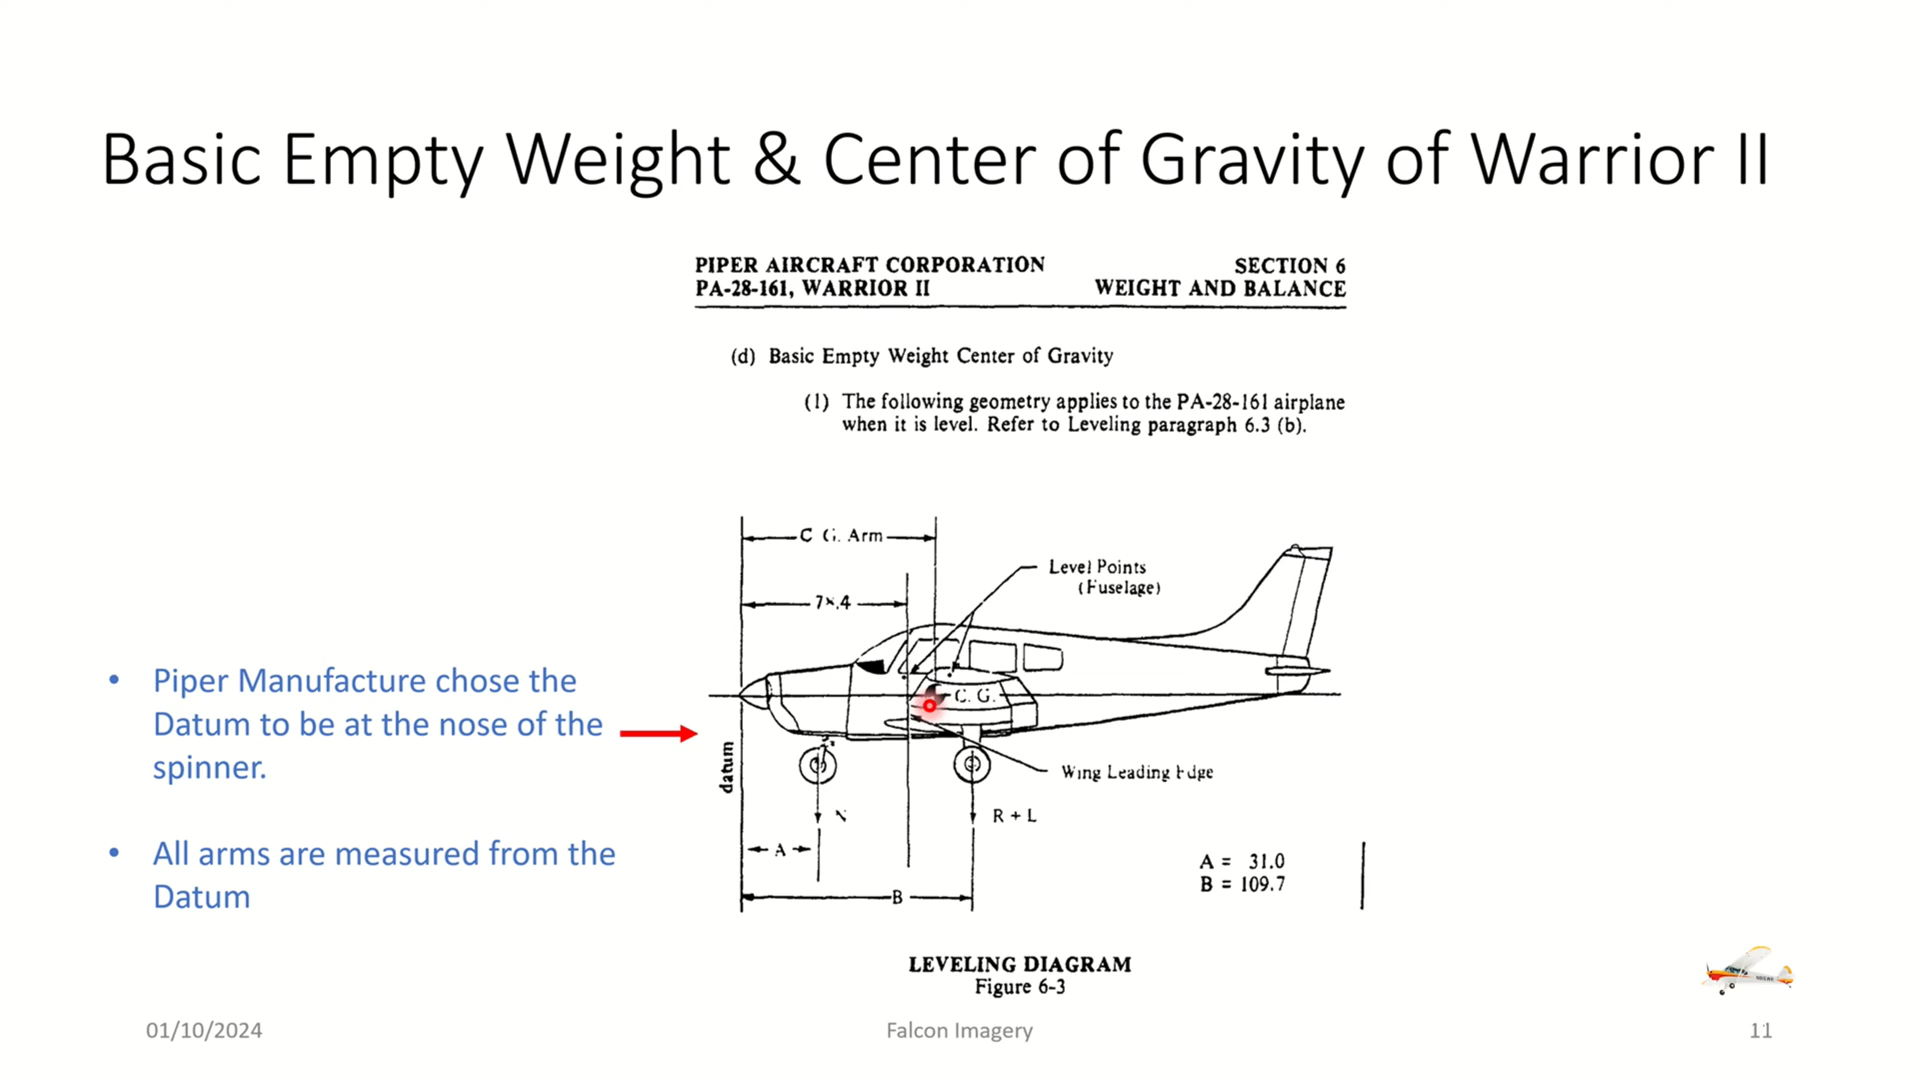 Basic Empty Weight & Center of Gravity of Warrior II
PIPER AIRCRAFT CORPORATION
PA-28-161, WARRIOR II
SECTION 6
WEIGHT AND BALANCE
(d) Basic Empty Weight Center of Gravity
(1) The following geometry applies to the PA-28-161 airplane
when it is level. Refer to Leveling paragraph 6.3 (b).
C G. Arm
Level Points
(Fuselage)
C. G.
• Piper Manufacture chose the
Datum to be at the nose of the
spinner.
• All arms are measured from the
Datum
datum
Wing Leading Edge
N
R + L
A
B
A = 31.0
B = 109.7
LEVELING DIAGRAM
Figure 6-3
01/10/2024
Falcon Imagery
11